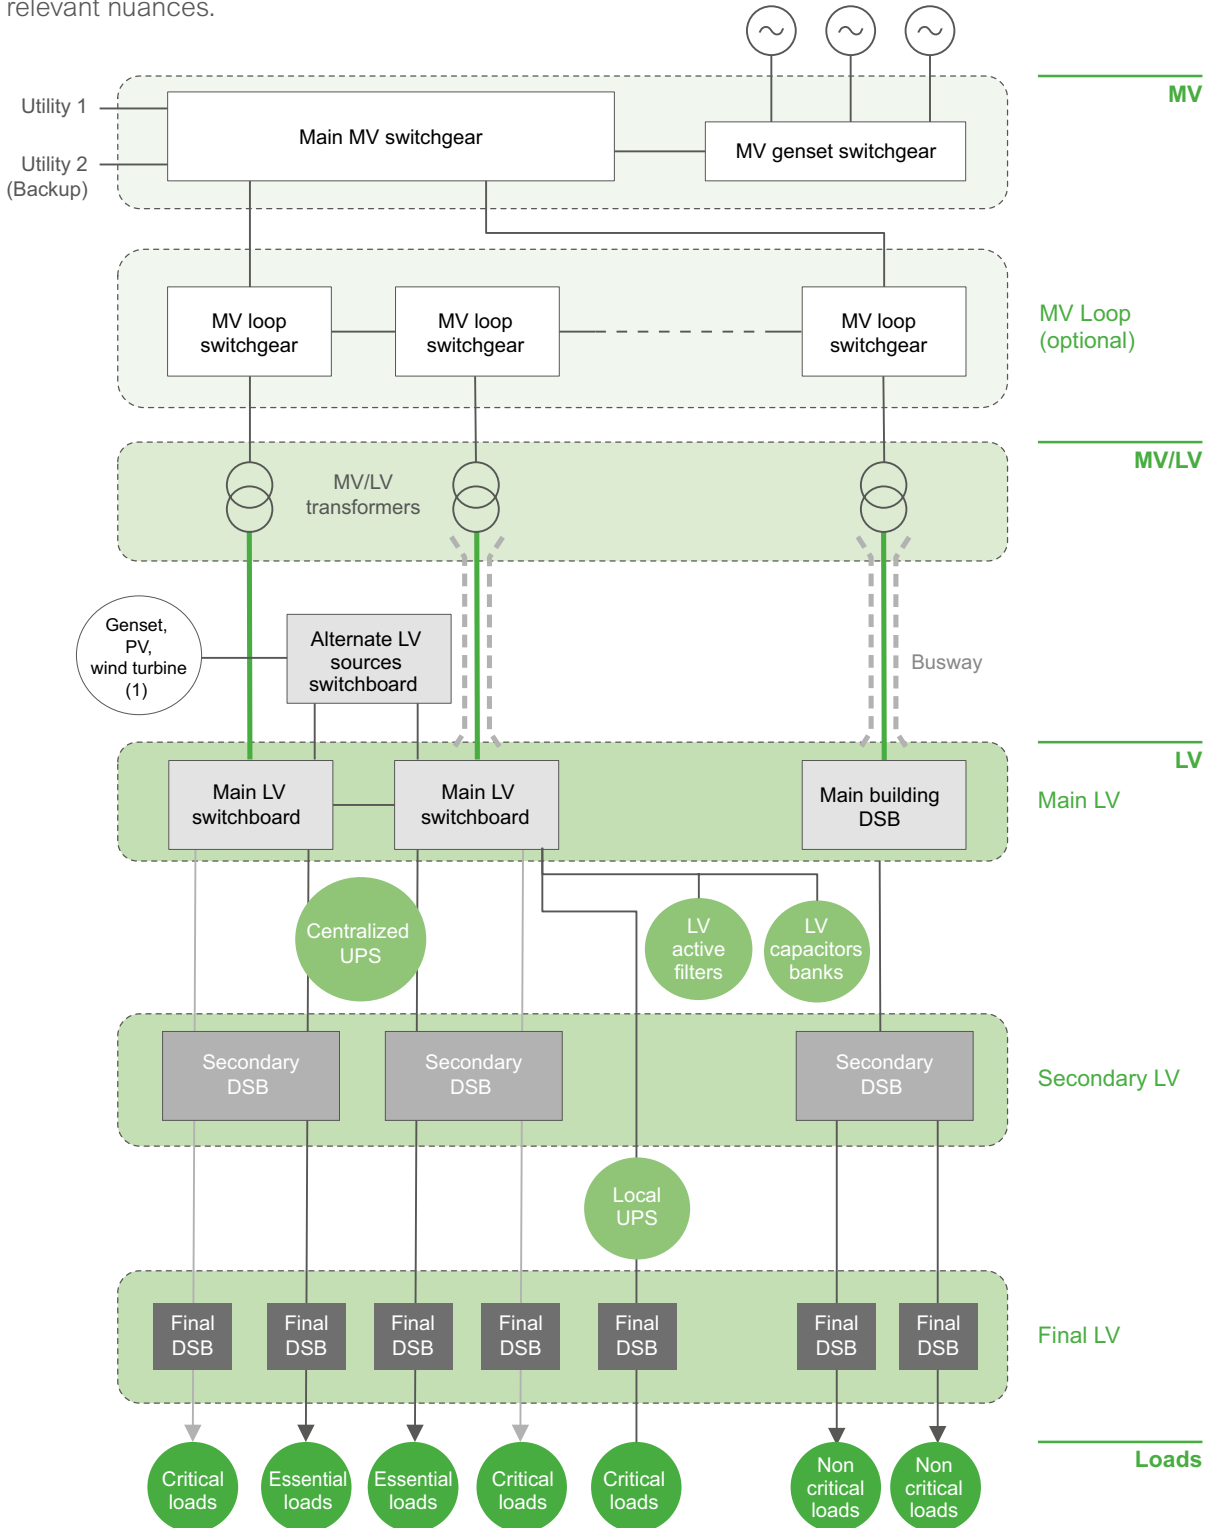 relevant nuances.
MV
Utility 1
Main MV switchgear
MV genset switchgear
Utility 2
(Backup)
MV loop
switchgear
MV loop
switchgear
MV loop
switchgear
MV Loop
(optional)
MV/LV
MV/LV
transformers
Genset,
PV,
wind turbine
(1)
Alternate LV
sources
switchboard
Busway
LV
Main LV
switchboard
Main LV
switchboard
Main building
DSB
Main LV
Centralized
UPS
LV
active
filters
LV
capacitors
banks
Secondary
DSB
Secondary
DSB
Secondary
DSB
Secondary LV
Local
UPS
Final
DSB
Final
DSB
Final
DSB
Final
DSB
Final
DSB
Final
DSB
Final
DSB
Final LV
Loads
Critical
loads
Essential
loads
Essential
loads
Critical
loads
Critical
loads
Non
critical
loads
Non
critical
loads